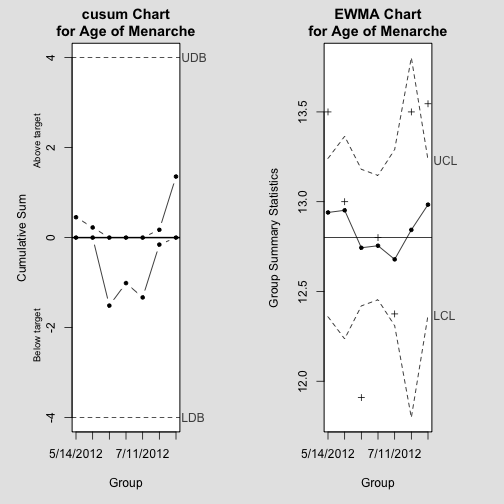 cusum Chart
for Age of Menarche
UDB
4
2
0
-2
-4
LDB
Above target
Below target
Cumulative Sum
5/14/2012
7/11/2012
Group
EWMA Chart
for Age of Menarche
13.5
13.0
12.5
12.0
UCL
LCL
Group Summary Statistics
5/14/2012
7/11/2012
Group